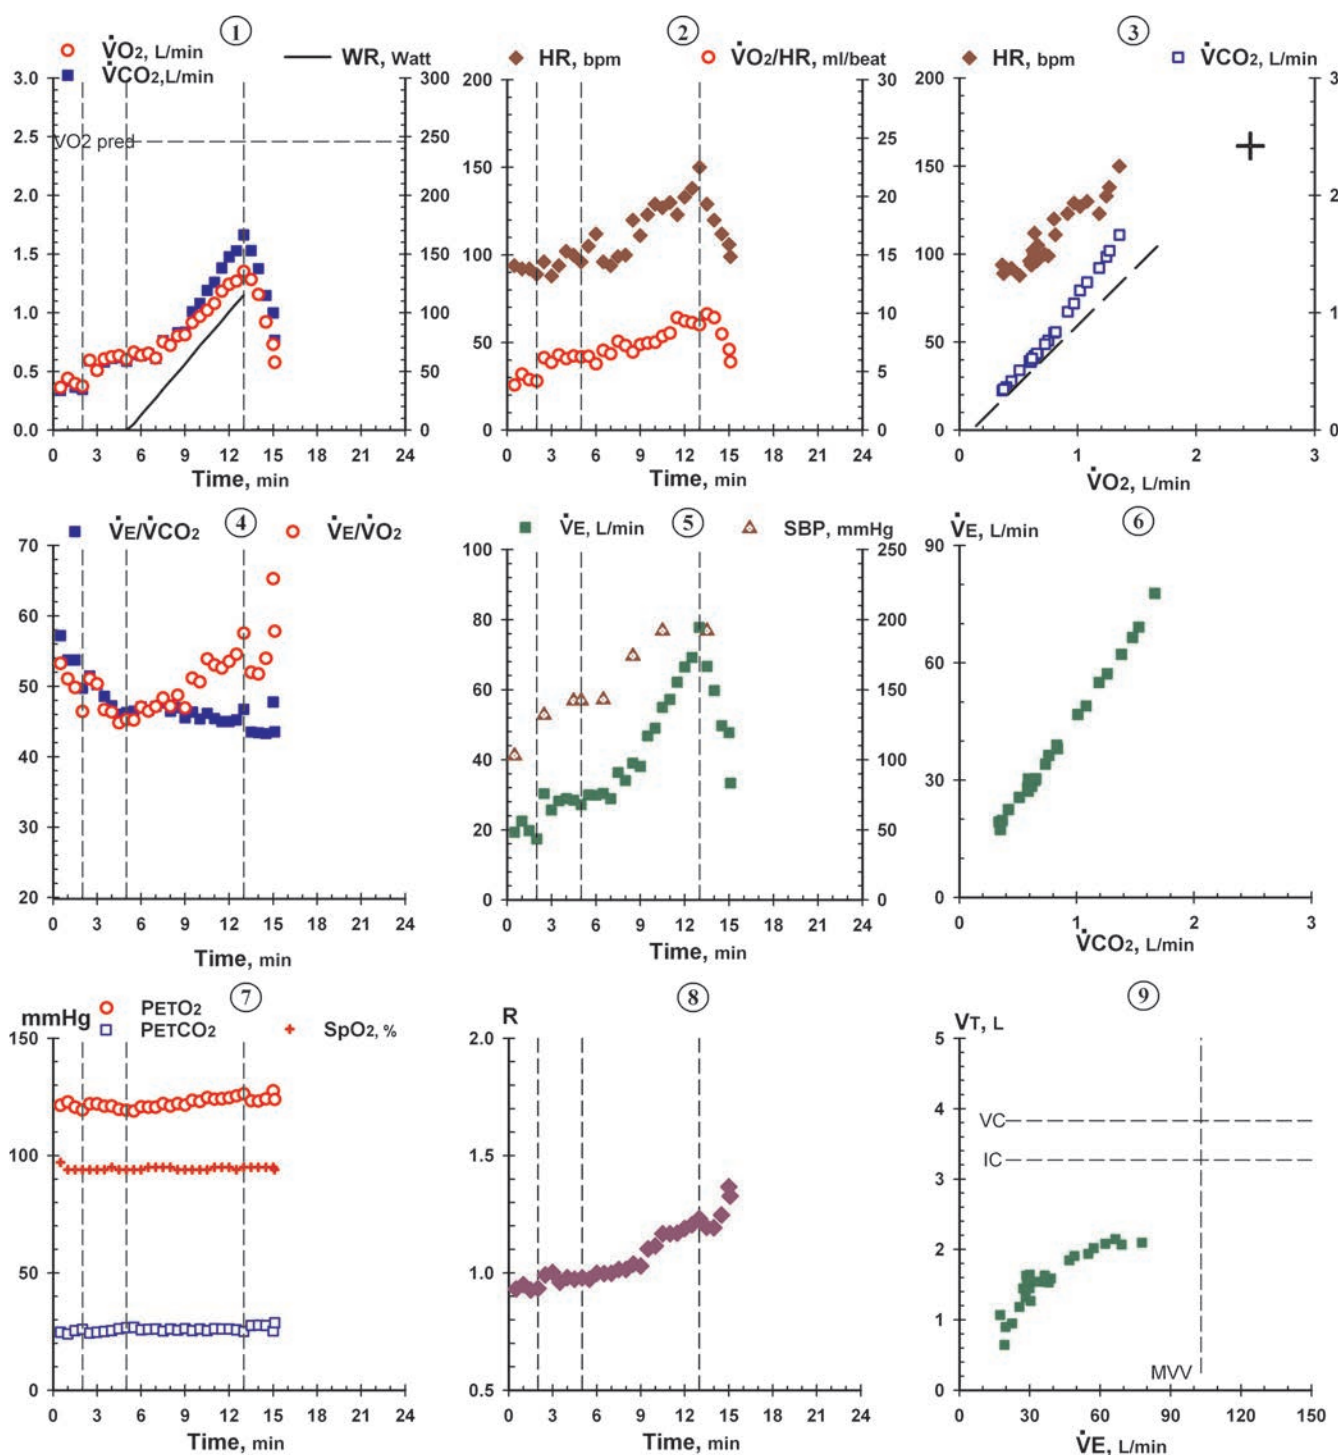 ①
V̇O2, L/min
V̇CO2,L/min
WR, Watt
3.0
2.5
2.0
1.5
1.0
0.5
0.0
300
250
200
150
100
50
0
VO2 pred
0 3 6 9 12 15 18 21 24
Time, min
②
HR, bpm
V̇O2/HR, ml/beat
200
150
100
50
0
30
25
20
15
10
5
0
0 3 6 9 12 15 18 21 24
Time, min
③
HR, bpm
V̇CO2, L/min
200
150
100
50
0
3
2
1
0
0 1 2 3
V̇O2, L/min
④
V̇E/V̇CO2
V̇E/V̇O2
70
60
50
40
30
20
0 3 6 9 12 15 18 21 24
Time, min
⑤
V̇E, L/min
SBP, mmHg
100
80
60
40
20
0
250
200
150
100
50
0
0 3 6 9 12 15 18 21 24
Time, min
⑥
V̇E, L/min
90
60
30
0
0 1 2 3
V̇CO2, L/min
⑦
mmHg
PETO2
PETCO2
SpO2, %
150
100
50
0
0 3 6 9 12 15 18 21 24
Time, min
⑧
R
2.0
1.5
1.0
0.5
0 3 6 9 12 15 18 21 24
Time, min
⑨
VT, L
5
4
3
2
1
0
VC
IC
MVV
0 30 60 90 120 150
V̇E, L/min